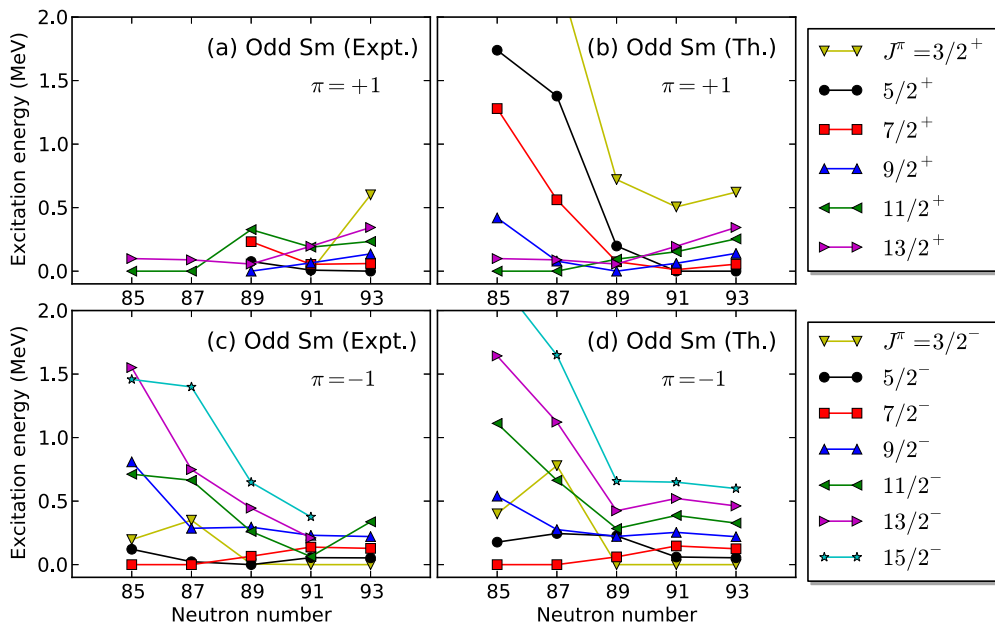 2.0
1.5
1.0
0.5
0.0
Excitation energy (MeV)
(a) Odd Sm (Expt.)
π=+1
85 87 89 91 93
(b) Odd Sm (Th.)
π=+1
85 87 89 91 93
J^π =3/2^+
5/2^+
7/2^+
9/2^+
11/2^+
13/2^+
2.0
1.5
1.0
0.5
0.0
Excitation energy (MeV)
(c) Odd Sm (Expt.)
π=−1
85 87 89 91 93
Neutron number
(d) Odd Sm (Th.)
π=−1
85 87 89 91 93
Neutron number
J^π =3/2^−
5/2^−
7/2^−
9/2^−
11/2^−
13/2^−
15/2^−